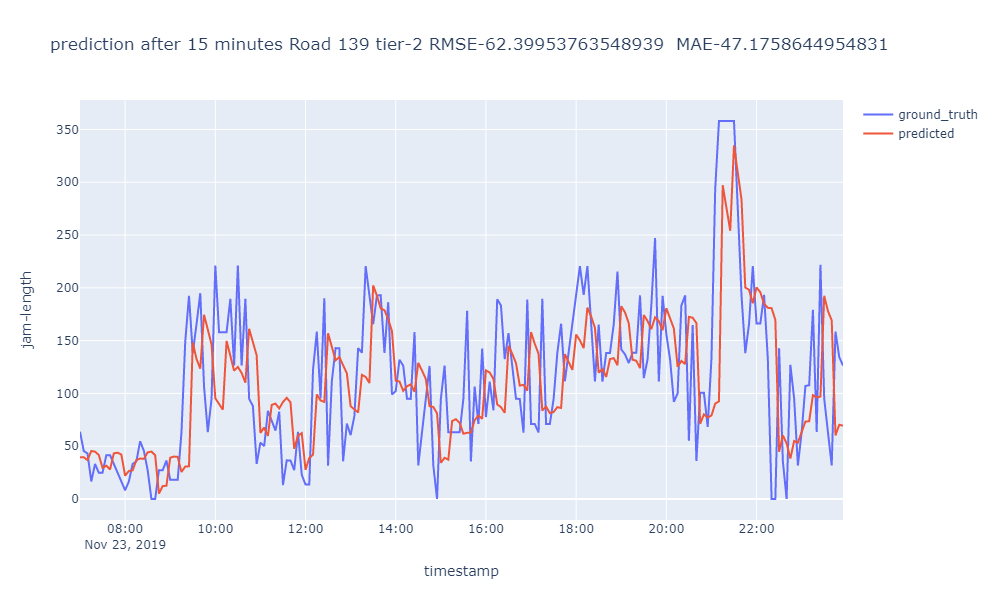 prediction after 15 minutes Road 139 tier-2 RMSE-62.39953763548939  MAE-47.1758644954831
ground_truth
predicted
350
300
250
200
150
100
50
0
jam-length
08:00 10:00 12:00 14:00 16:00 18:00 20:00 22:00
Nov 23, 2019
timestamp